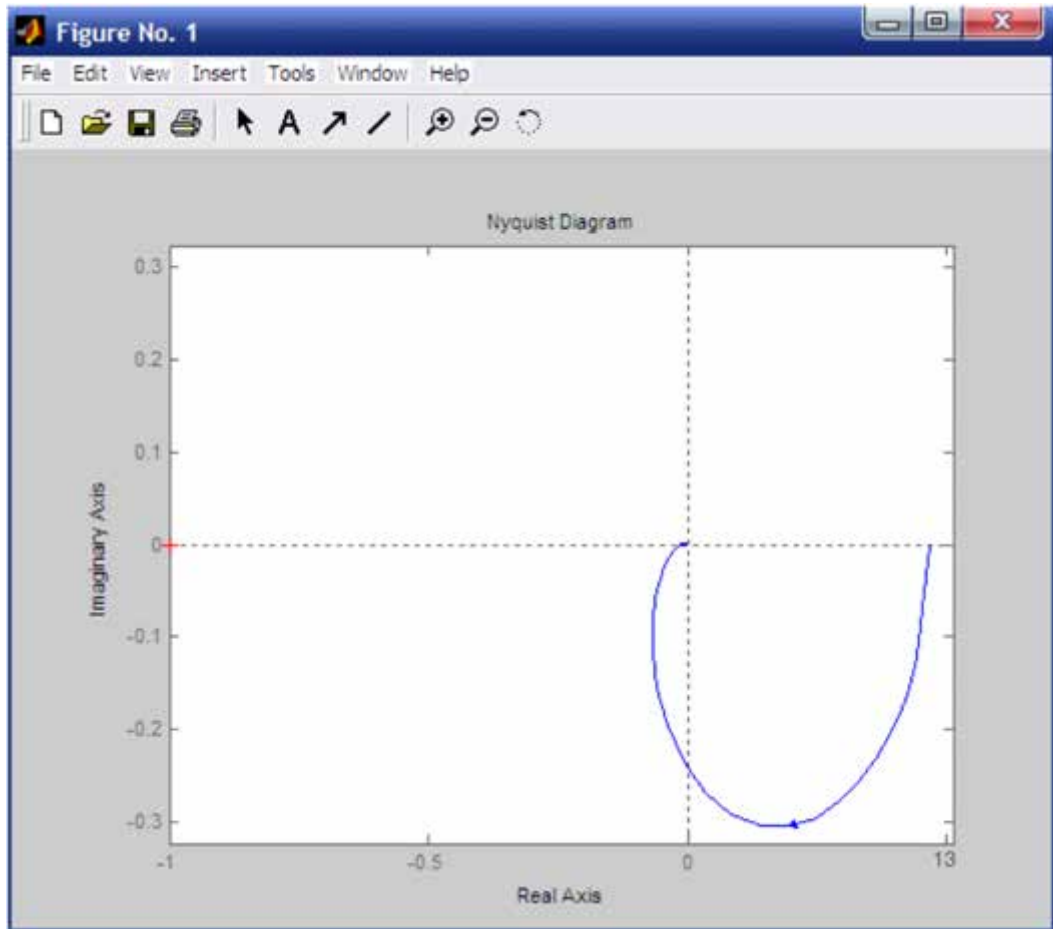 Figure No. 1
File Edit View Insert Tools Window Help
A
Nyquist Diagram
0.3
0.2
0.1
0
-0.1
-0.2
-0.3
Imaginary Axis
-1 -0.5 0 13
Real Axis